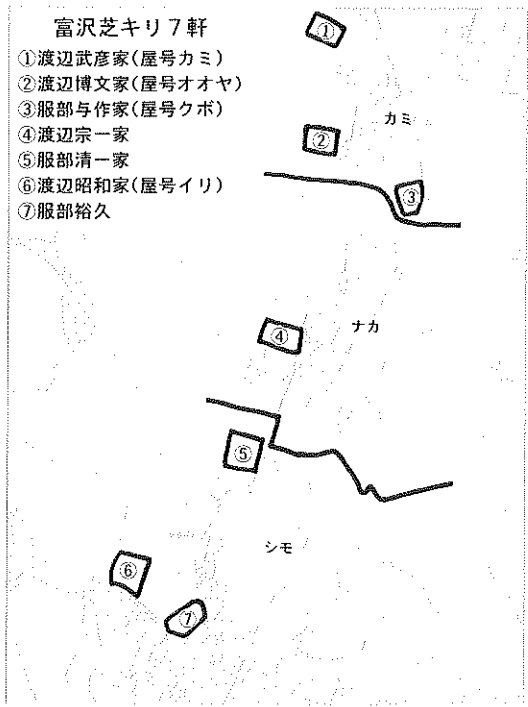 富沢芝キリ7軒
①渡辺武彦家(屋号カミ)
②渡辺博文家(屋号オオヤ)
③服部与作家(屋号クボ)
④渡辺宗一家
⑤服部清一家
⑥渡辺昭和家(屋号イリ)
⑦服部裕久
①
カミ
②
③
ナカ
④
⑤
シモ
⑥
⑦